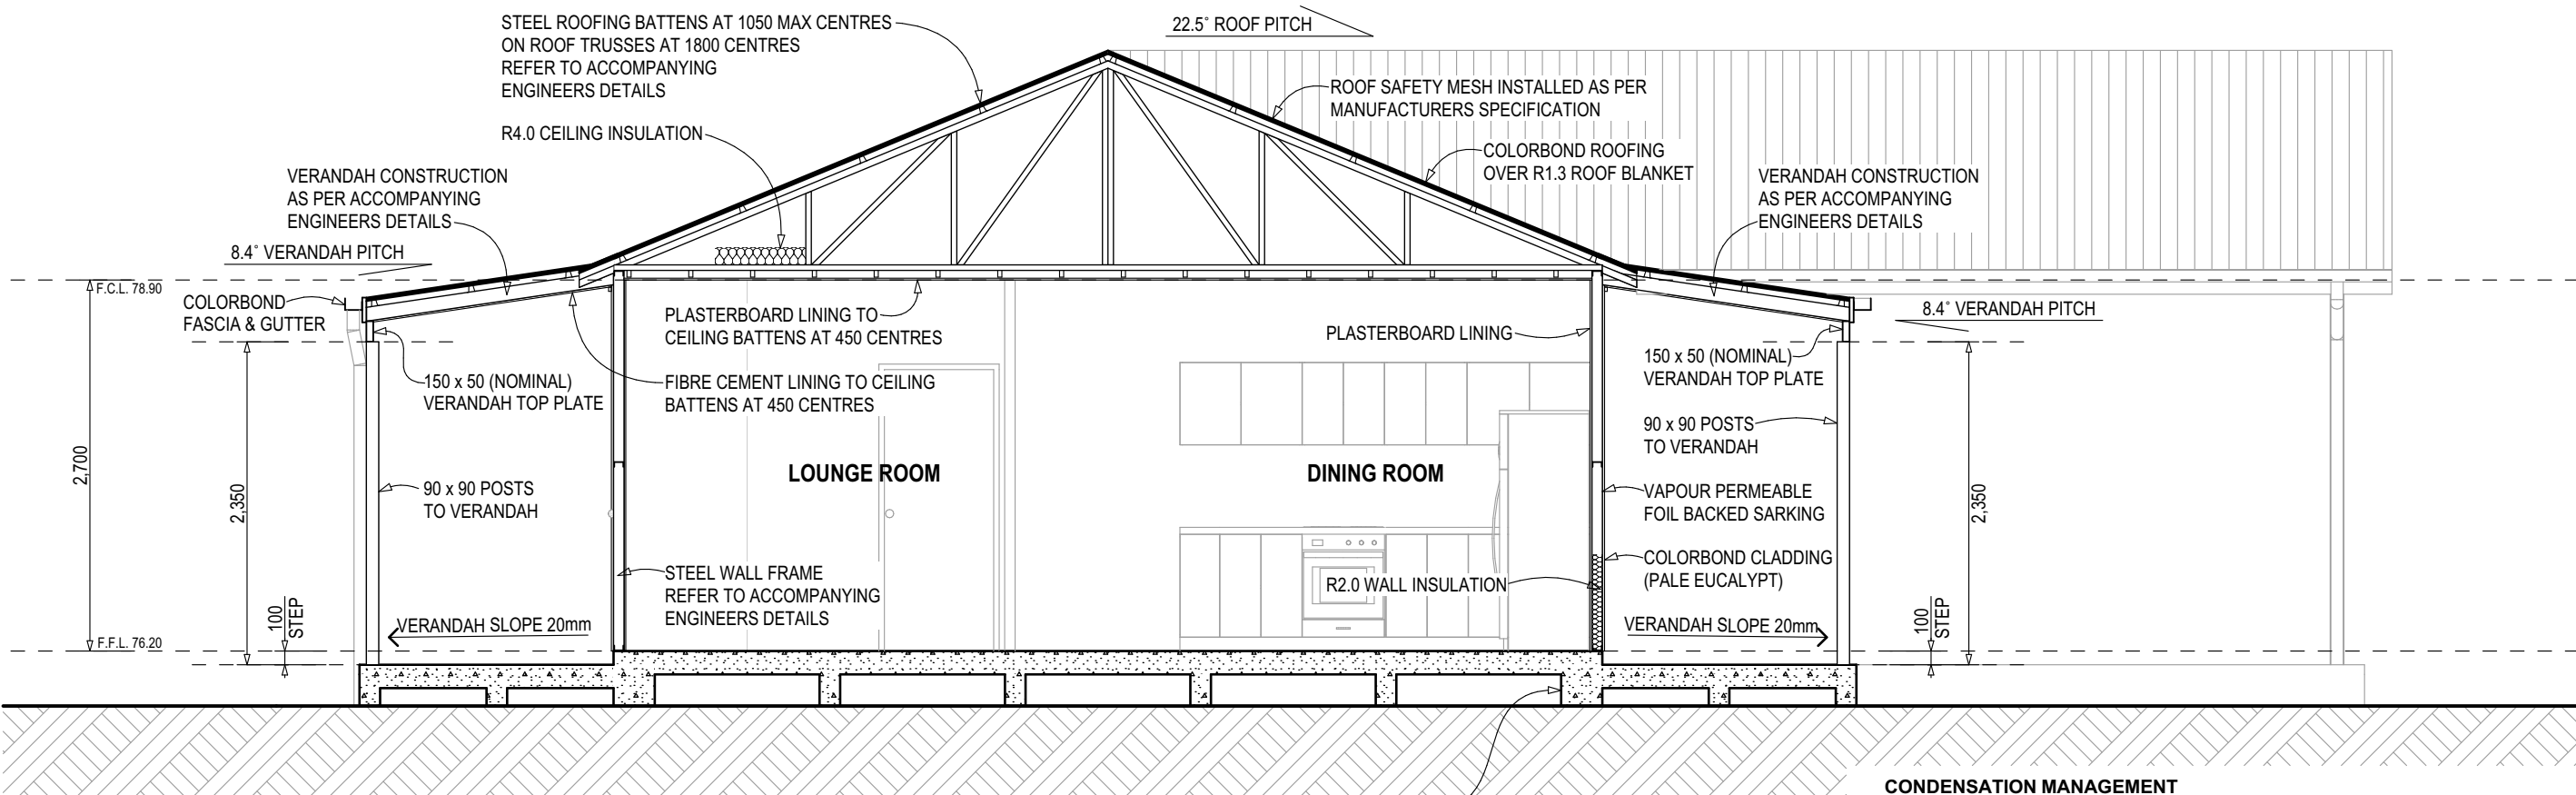 STEEL ROOFING BATTENS AT 1050 MAX CENTRES
ON ROOF TRUSSES AT 1800 CENTRES
REFER TO ACCOMPANYING
ENGINEERS DETAILS
22.5° ROOF PITCH
ROOF SAFETY MESH INSTALLED AS PER
MANUFACTURERS SPECIFICATION
R4.0 CEILING INSULATION
COLORBOND ROOFING
OVER R1.3 ROOF BLANKET
VERANDAH CONSTRUCTION
AS PER ACCOMPANYING
ENGINEERS DETAILS
VERANDAH CONSTRUCTION
AS PER ACCOMPANYING
ENGINEERS DETAILS
8.4° VERANDAH PITCH
F.C.L. 78.90
COLORBOND
FASCIA & GUTTER
PLASTERBOARD LINING TO
CEILING BATTENS AT 450 CENTRES
PLASTERBOARD LINING
8.4° VERANDAH PITCH
150 x 50 (NOMINAL)
VERANDAH TOP PLATE
FIBRE CEMENT LINING TO CEILING
BATTENS AT 450 CENTRES
150 x 50 (NOMINAL)
VERANDAH TOP PLATE
90 x 90 POSTS
TO VERANDAH
2,700
2,350
90 x 90 POSTS
TO VERANDAH
LOUNGE ROOM
DINING ROOM
VAPOUR PERMEABLE
FOIL BACKED SARKING
2,350
STEEL WALL FRAME
REFER TO ACCOMPANYING
ENGINEERS DETAILS
R2.0 WALL INSULATION
COLORBOND CLADDING
(PALE EUCALYPT)
100
STEP
VERANDAH SLOPE 20mm
VERANDAH SLOPE 20mm
100
STEP
F.F.L. 76.20
CONDENSATION MANAGEMENT